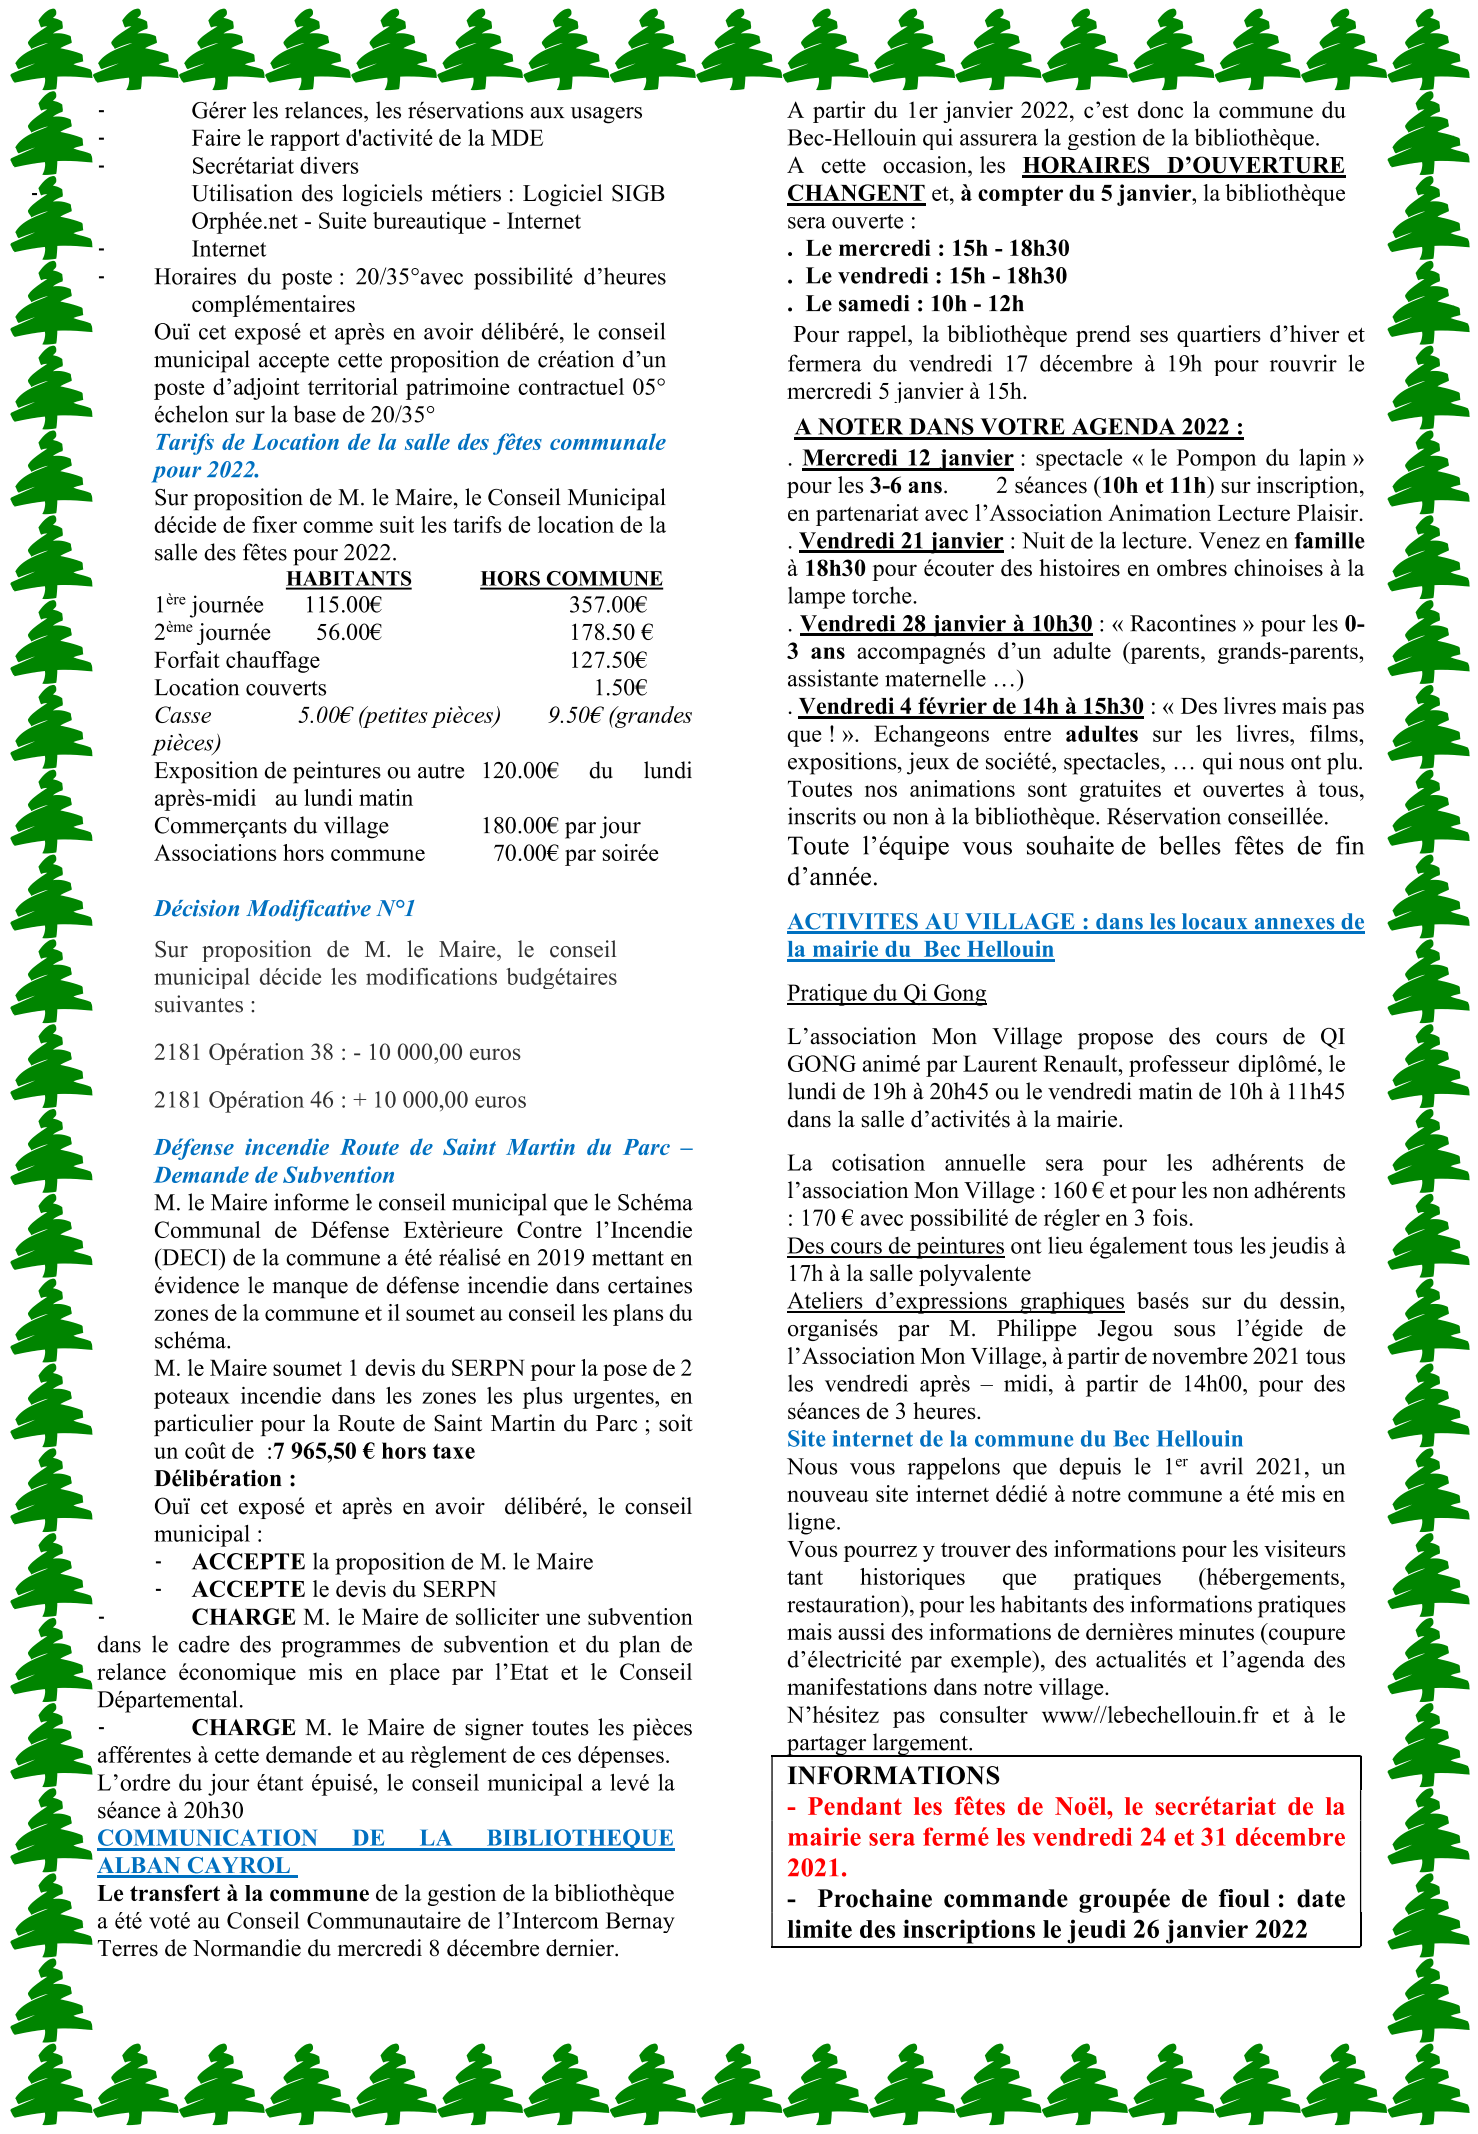 - Gérer les relances, les réservations aux usagers
- Faire le rapport d'activité de la MDE
- Secrétariat divers
- Utilisation des logiciels métiers : Logiciel SIGB
Orphée.net - Suite bureautique - Internet
- Internet
- Horaires du poste : 20/35°avec possibilité d’heures
complémentaires
Ouï cet exposé et après en avoir délibéré, le conseil
municipal accepte cette proposition de création d’un
poste d’adjoint territorial patrimoine contractuel 05°
échelon sur la base de 20/35°
Tarifs de Location de la salle des fêtes communale
pour 2022.
Sur proposition de M. le Maire, le Conseil Municipal
décide de fixer comme suit les tarifs de location de la
salle des fêtes pour 2022.
HABITANTS HORS COMMUNE
1ère journée 115.00€ 357.00€
2ème journée 56.00€ 178.50 €
Forfait chauffage 127.50€
Location couverts 1.50€
Casse 5.00€ (petites pièces) 9.50€ (grandes
pièces)
Exposition de peintures ou autre 120.00€ du lundi
après-midi au lundi matin
Commerçants du village 180.00€ par jour
Associations hors commune 70.00€ par soirée
Décision Modificative N°1
Sur proposition de M. le Maire, le conseil
municipal décide les modifications budgétaires
suivantes :
2181 Opération 38 : - 10 000,00 euros
2181 Opération 46 : + 10 000,00 euros
Défense incendie Route de Saint Martin du Parc –
Demande de Subvention
M. le Maire informe le conseil municipal que le Schéma
Communal de Défense Extèrieure Contre l’Incendie
(DECI) de la commune a été réalisé en 2019 mettant en
évidence le manque de défense incendie dans certaines
zones de la commune et il soumet au conseil les plans du
schéma.
M. le Maire soumet 1 devis du SERPN pour la pose de 2
poteaux incendie dans les zones les plus urgentes, en
particulier pour la Route de Saint Martin du Parc ; soit
un coût de :7 965,50 € hors taxe
Délibération :
Ouï cet exposé et après en avoir délibéré, le conseil
municipal :
- ACCEPTE la proposition de M. le Maire
- ACCEPTE le devis du SERPN
- CHARGE M. le Maire de solliciter une subvention
dans le cadre des programmes de subvention et du plan de
relance économique mis en place par l’Etat et le Conseil
Départemental.
- CHARGE M. le Maire de signer toutes les pièces
afférentes à cette demande et au règlement de ces dépenses.
L’ordre du jour étant épuisé, le conseil municipal a levé la
séance à 20h30
COMMUNICATION DE LA BIBLIOTHEQUE
ALBAN CAYROL
Le transfert à la commune de la gestion de la bibliothèque
a été voté au Conseil Communautaire de l’Intercom Bernay
Terres de Normandie du mercredi 8 décembre dernier.
A partir du 1er janvier 2022, c’est donc la commune du
Bec-Hellouin qui assurera la gestion de la bibliothèque.
A cette occasion, les HORAIRES D’OUVERTURE
CHANGENT et, à compter du 5 janvier, la bibliothèque
sera ouverte :
. Le mercredi : 15h - 18h30
. Le vendredi : 15h - 18h30
. Le samedi : 10h - 12h
Pour rappel, la bibliothèque prend ses quartiers d’hiver et
fermera du vendredi 17 décembre à 19h pour rouvrir le
mercredi 5 janvier à 15h.
A NOTER DANS VOTRE AGENDA 2022 :
. Mercredi 12 janvier : spectacle « le Pompon du lapin »
pour les 3-6 ans. 2 séances (10h et 11h) sur inscription,
en partenariat avec l’Association Animation Lecture Plaisir.
. Vendredi 21 janvier : Nuit de la lecture. Venez en famille
à 18h30 pour écouter des histoires en ombres chinoises à la
lampe torche.
. Vendredi 28 janvier à 10h30 : « Racontines » pour les 0-
3 ans accompagnés d’un adulte (parents, grands-parents,
assistante maternelle …)
. Vendredi 4 février de 14h à 15h30 : « Des livres mais pas
que ! ». Echangeons entre adultes sur les livres, films,
expositions, jeux de société, spectacles, … qui nous ont plu.
Toutes nos animations sont gratuites et ouvertes à tous,
inscrits ou non à la bibliothèque. Réservation conseillée.
Toute l’équipe vous souhaite de belles fêtes de fin
d’année.
ACTIVITES AU VILLAGE : dans les locaux annexes de
la mairie du Bec Hellouin
Pratique du Qi Gong
L’association Mon Village propose des cours de QI
GONG animé par Laurent Renault, professeur diplômé, le
lundi de 19h à 20h45 ou le vendredi matin de 10h à 11h45
dans la salle d’activités à la mairie.
La cotisation annuelle sera pour les adhérents de
l’association Mon Village : 160 € et pour les non adhérents
: 170 € avec possibilité de régler en 3 fois.
Des cours de peintures ont lieu également tous les jeudis à
17h à la salle polyvalente
Ateliers d’expressions graphiques basés sur du dessin,
organisés par M. Philippe Jegou sous l’égide de
l’Association Mon Village, à partir de novembre 2021 tous
les vendredi après – midi, à partir de 14h00, pour des
séances de 3 heures.
Site internet de la commune du Bec Hellouin
Nous vous rappelons que depuis le 1er avril 2021, un
nouveau site internet dédié à notre commune a été mis en
ligne.
Vous pourrez y trouver des informations pour les visiteurs
tant historiques que pratiques (hébergements,
restauration), pour les habitants des informations pratiques
mais aussi des informations de dernières minutes (coupure
d’électricité par exemple), des actualités et l’agenda des
manifestations dans notre village.
N’hésitez pas consulter www//lebechellouin.fr et à le
partager largement.
INFORMATIONS
- Pendant les fêtes de Noël, le secrétariat de la
mairie sera fermé les vendredi 24 et 31 décembre
2021.
- Prochaine commande groupée de fioul : date
limite des inscriptions le jeudi 26 janvier 2022